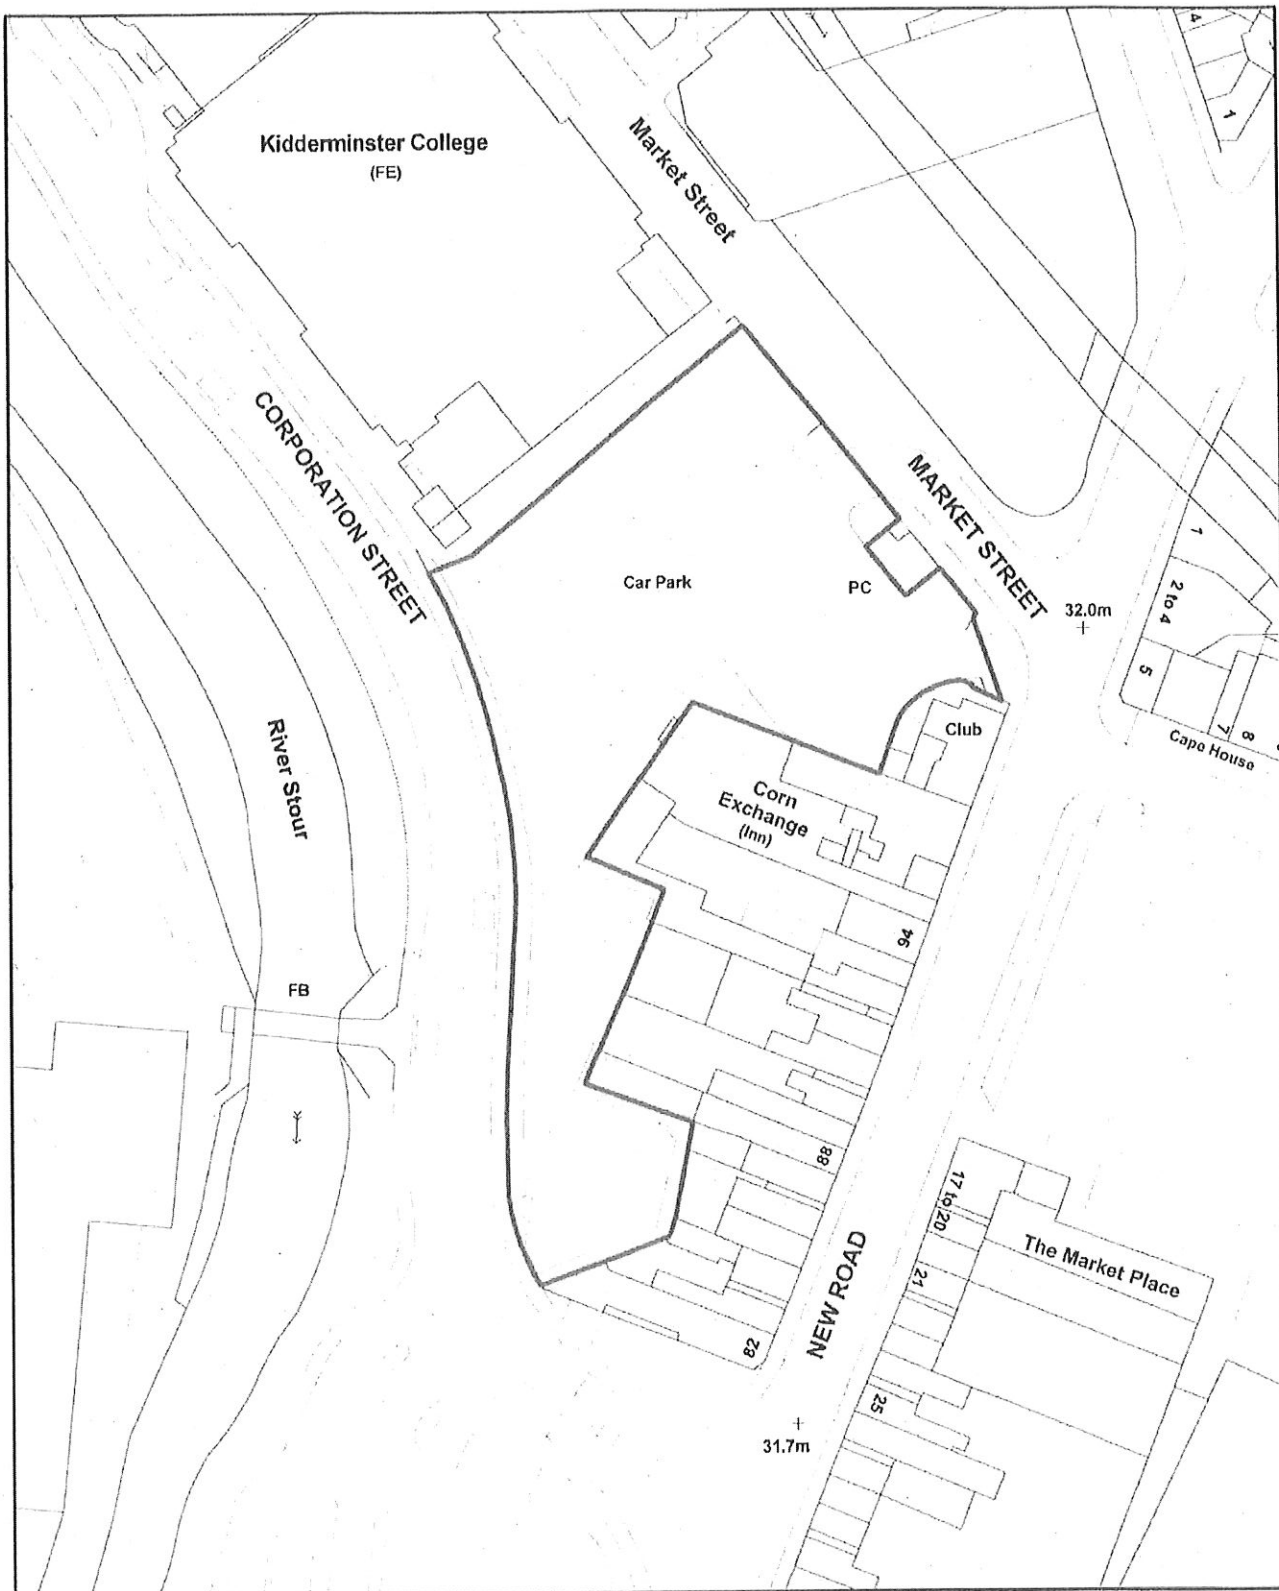 4
1
Kidderminster College
(FE)
Market Street
CORPORATION STREET
MARKET STREET
Car Park
PC
32.0m
1
2 to 4
5
7
8
Cape House
River Stour
Club
Corn
Exchange
(Inn)
94
FB
88
17 to 20
The Market Place
21
NEW ROAD
82
25
31.7m